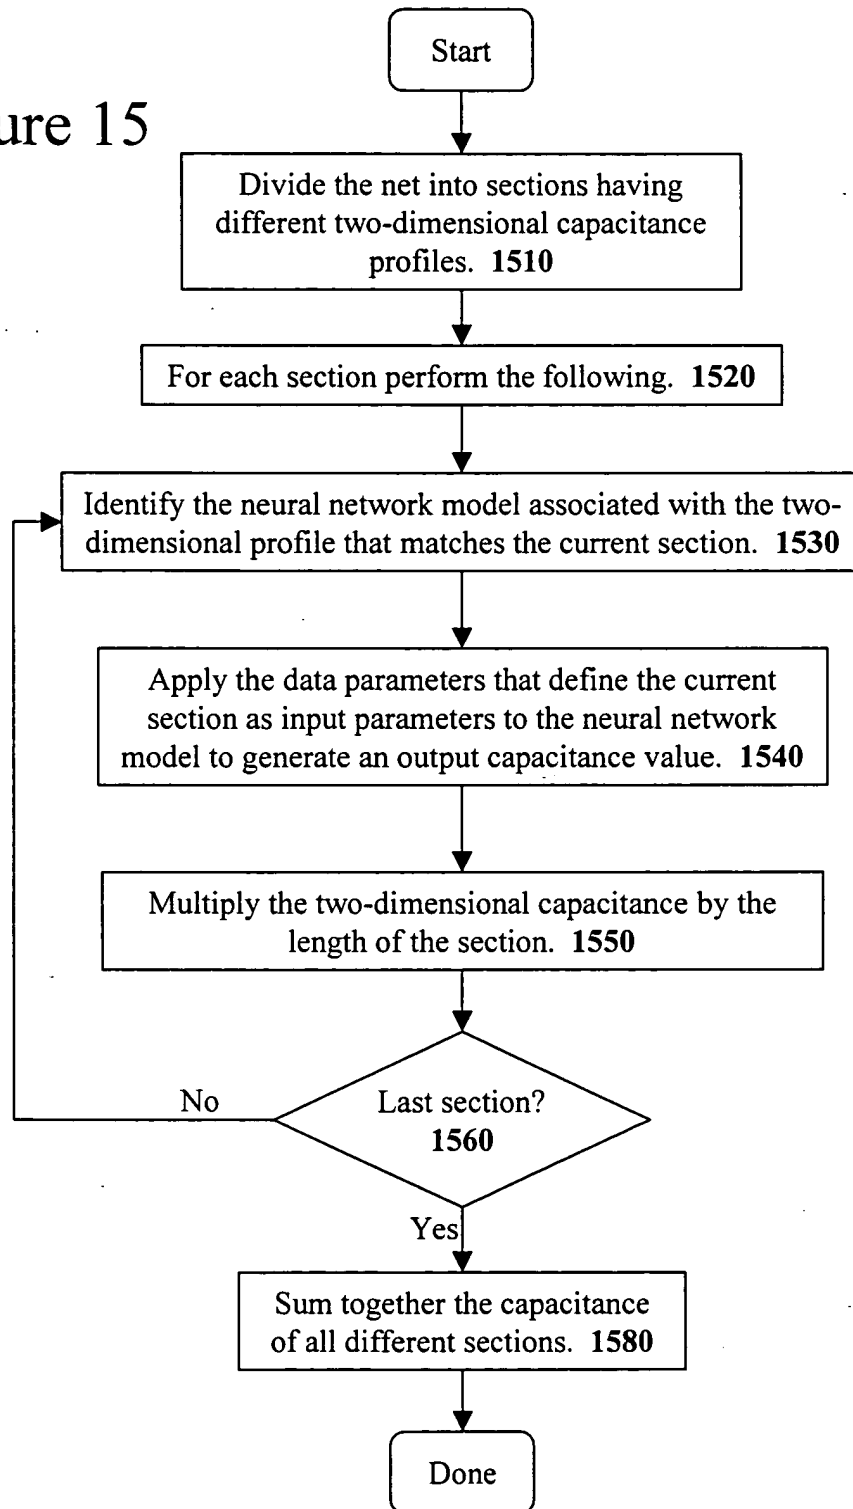 Start
ure 15
Divide the net into sections having
different two-dimensional capacitance
profiles. 1510
For each section perform the following. 1520
Identify the neural network model associated with the two-
dimensional profile that matches the current section. 1530
Apply the data parameters that define the current
section as input parameters to the neural network
model to generate an output capacitance value. 1540
Multiply the two-dimensional capacitance by the
length of the section. 1550
No
Last section?
1560
Yes
Sum together the capacitance
of all different sections. 1580
Done